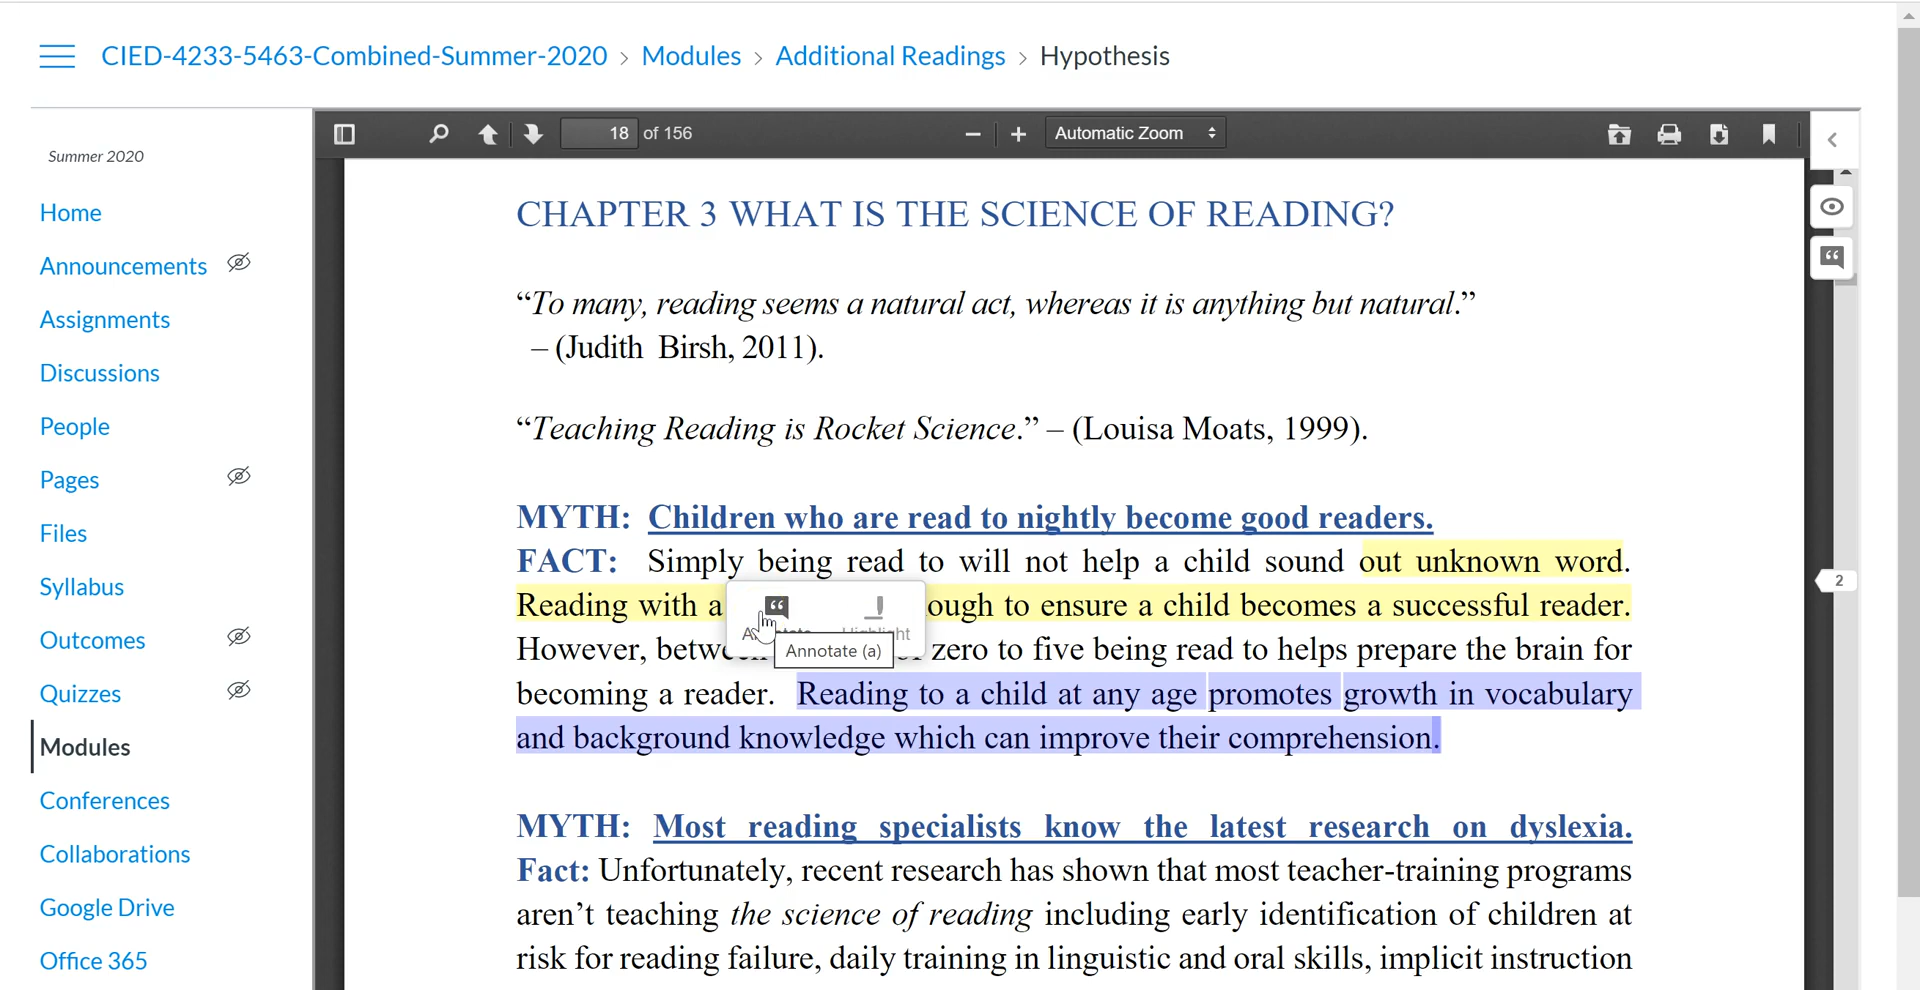 CIED-4233-5463-Combined-Summer-2020 > Modules > Additional Readings > Hypothesis
Summer 2020
Home
Announcements
Assignments
Discussions
People
Pages
Files
Syllabus
Outcomes
Quizzes
Modules
Conferences
Collaborations
Google Drive
Office 365
18 of 156
Automatic Zoom
CHAPTER 3 WHAT IS THE SCIENCE OF READING?
“To many, reading seems a natural act, whereas it is anything but natural.”
– (Judith Birsh, 2011).
“Teaching Reading is Rocket Science.” – (Louisa Moats, 1999).
MYTH: Children who are read to nightly become good readers.
FACT: Simply being read to will not help a child sound out unknown word.
Reading with a ough to ensure a child becomes a successful reader.
However, zero to five being read to helps prepare the brain for
becoming a reader. Reading to a child at any age promotes growth in vocabulary
and background knowledge which can improve their comprehension.
Annotate (a)
MYTH: Most reading specialists know the latest research on dyslexia.
Fact: Unfortunately, recent research has shown that most teacher-training programs
aren’t teaching the science of reading including early identification of children at
risk for reading failure, daily training in linguistic and oral skills, implicit instruction
2